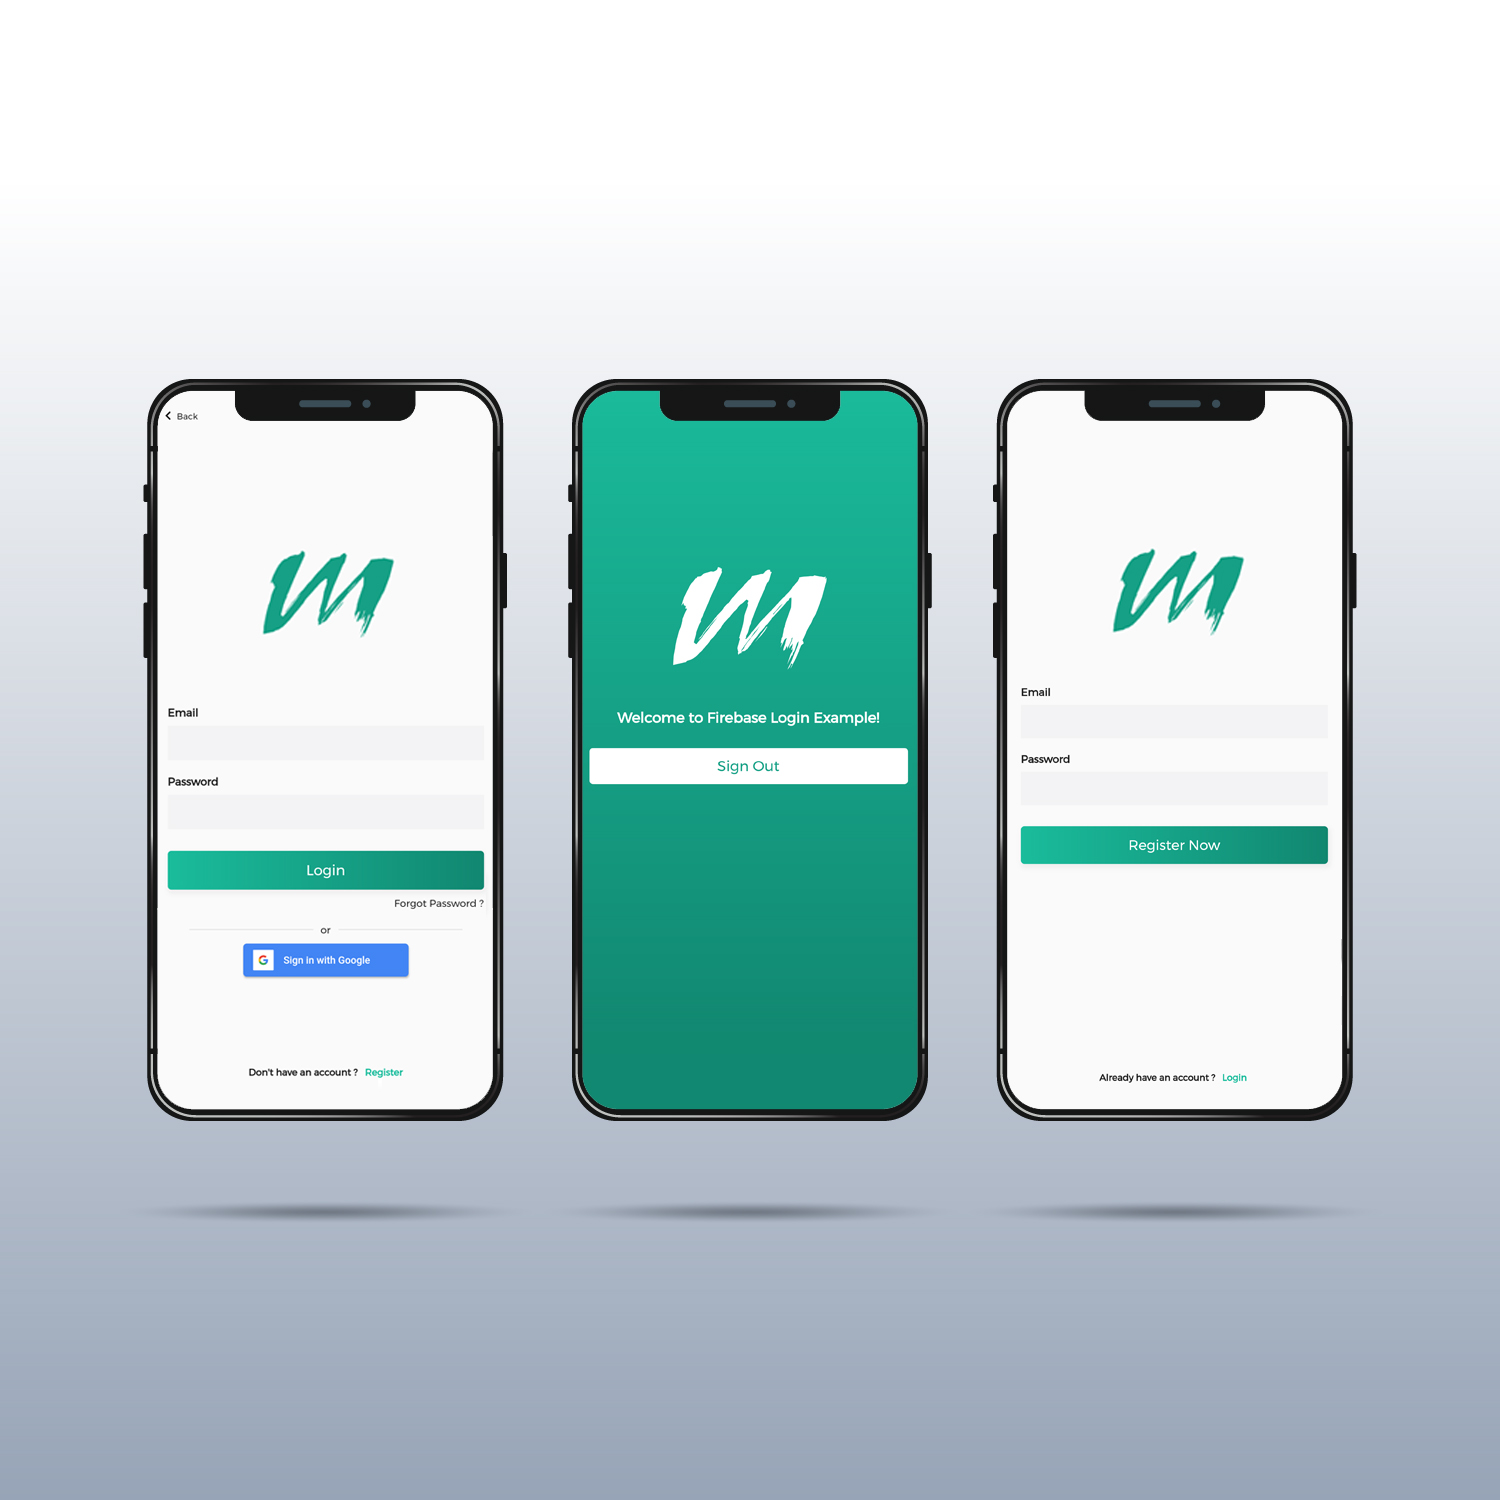 Back
Email
Password
Login
Forgot Password ?
or
Sign in with Google
Don't have an account ? Register
Welcome to Firebase Login Example!
Sign Out
Email
Password
Register Now
Already have an account ? Login